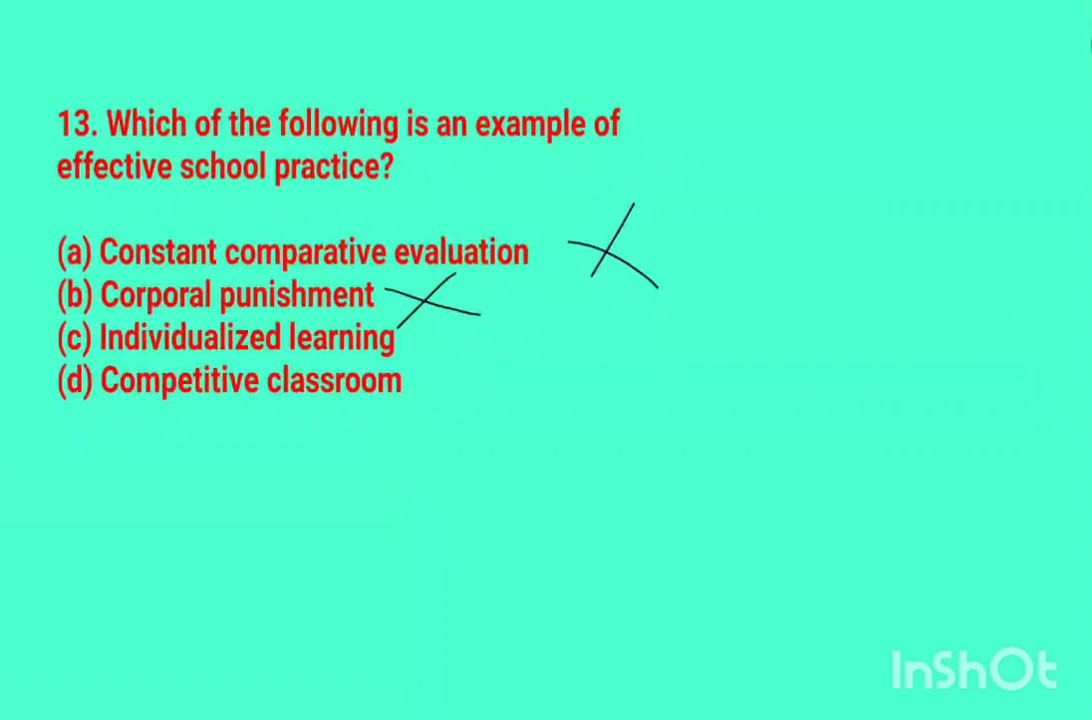 13. Which of the following is an example of
effective school practice?
(a) Constant comparative evaluation
(b) Corporal punishment
(c) Individualized learning
(d) Competitive classroom
InShOt